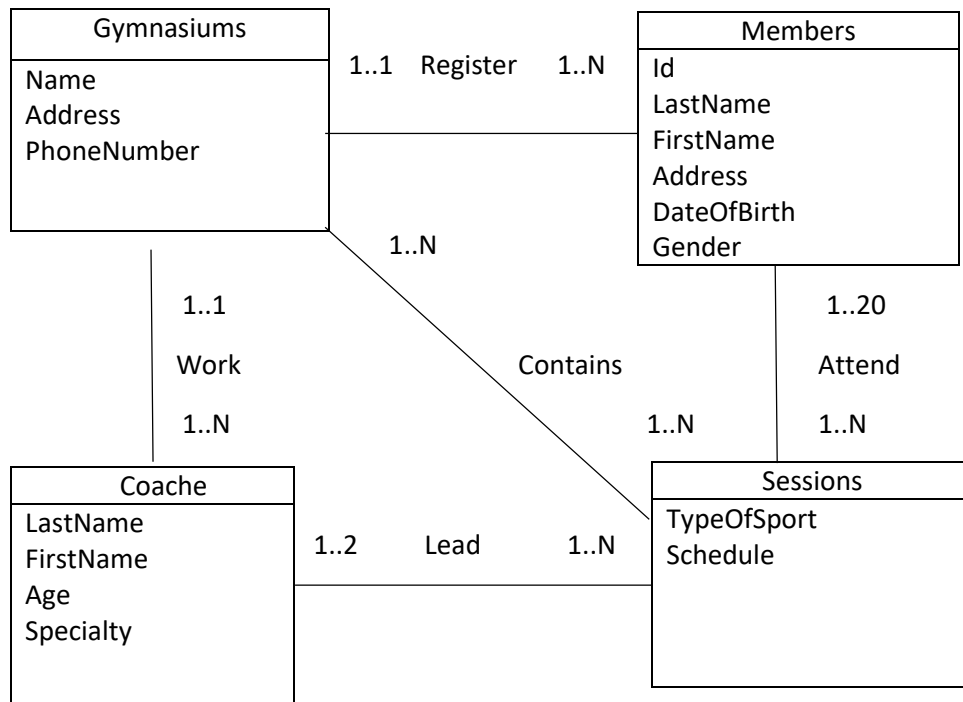 Gymnasiums
Name
Address
PhoneNumber
1..1 Register 1..N
Members
Id
LastName
FirstName
Address
DateOfBirth
Gender
1..N
1..1
Work
1..N
Contains
1..N
1..20
Attend
1..N
Coache
LastName
FirstName
Age
Specialty
1..2 Lead 1..N
Sessions
TypeOfSport
Schedule